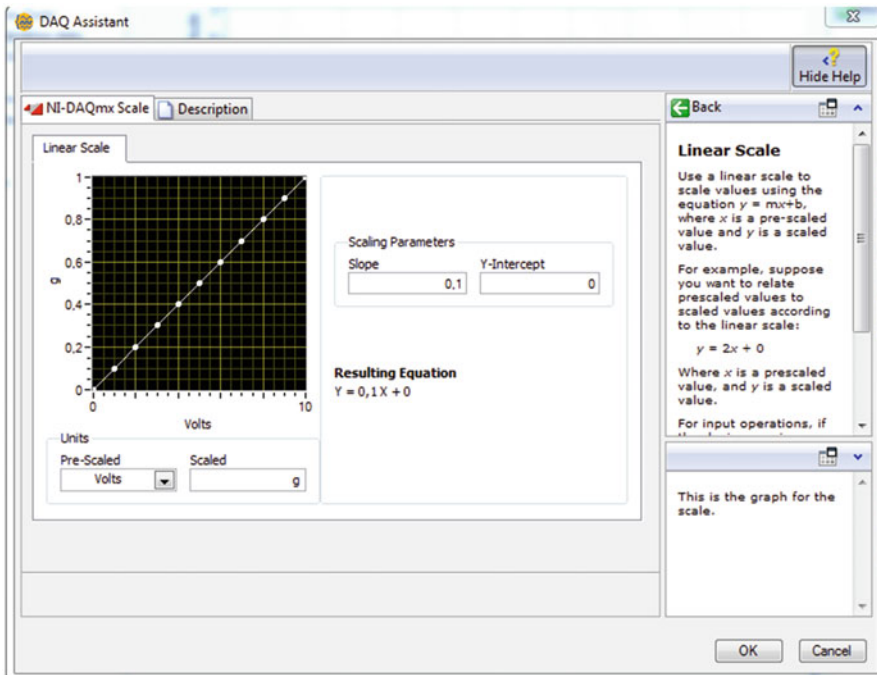 DAQ Assistant
Hide Help
NI-DAQmx Scale
Description
Linear Scale
1
0,8
0,6
0,4
0,2
0
g
0
10
Volts
Units
Pre-Scaled
Scaled
Volts
g
Scaling Parameters
Slope
Y-Intercept
0,1
0
Resulting Equation
Y = 0,1X + 0
Back
Linear Scale
Use a linear scale to
scale values using the
equation y = mx+b,
where x is a pre-scaled
value and y is a scaled
value.
For example, suppose
you want to relate
prescaled values to
scaled values according
to the linear scale:
y = 2x + 0
Where x is a prescaled
value, and y is a scaled
value.
For input operations, if
This is the graph for the
scale.
OK
Cancel